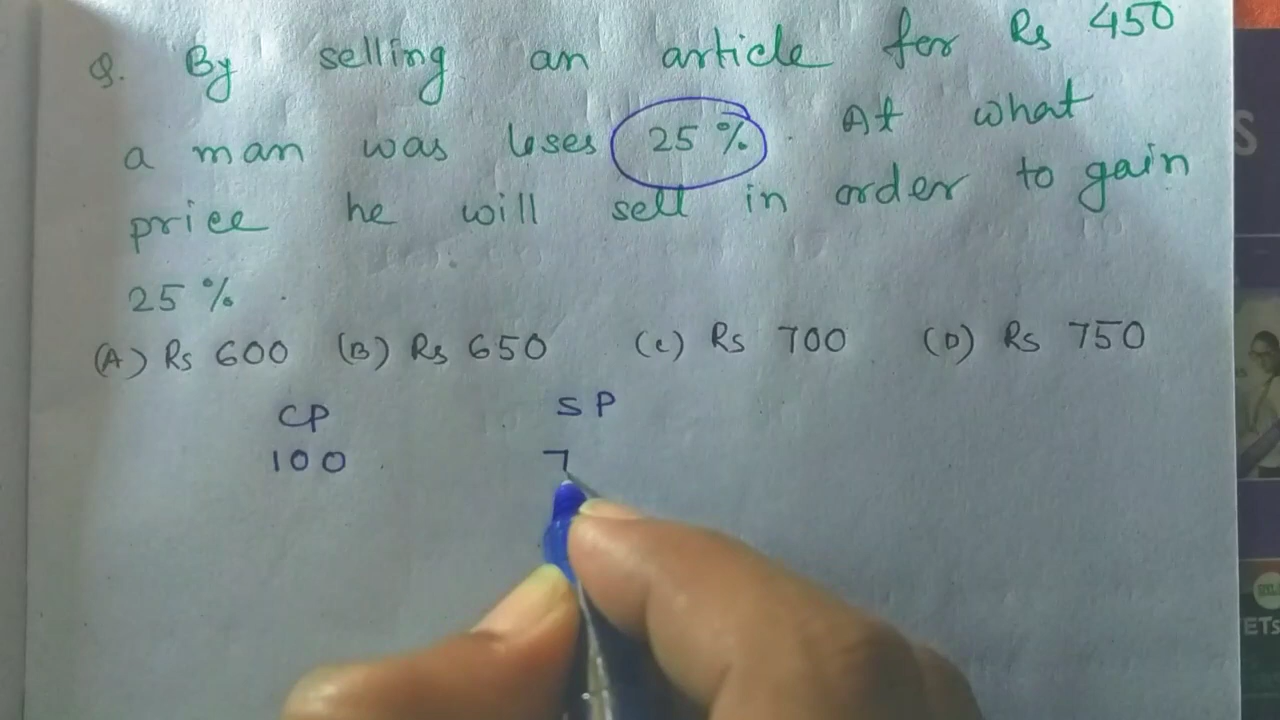 Q. By selling an article for Rs 450
a man was loses 25 %. At what
price he will sell in order to gain
25 %.
(A) Rs 600 (B) Rs 650 (C) Rs 700 (D) Rs 750
CP SP
100 7
S
ETs